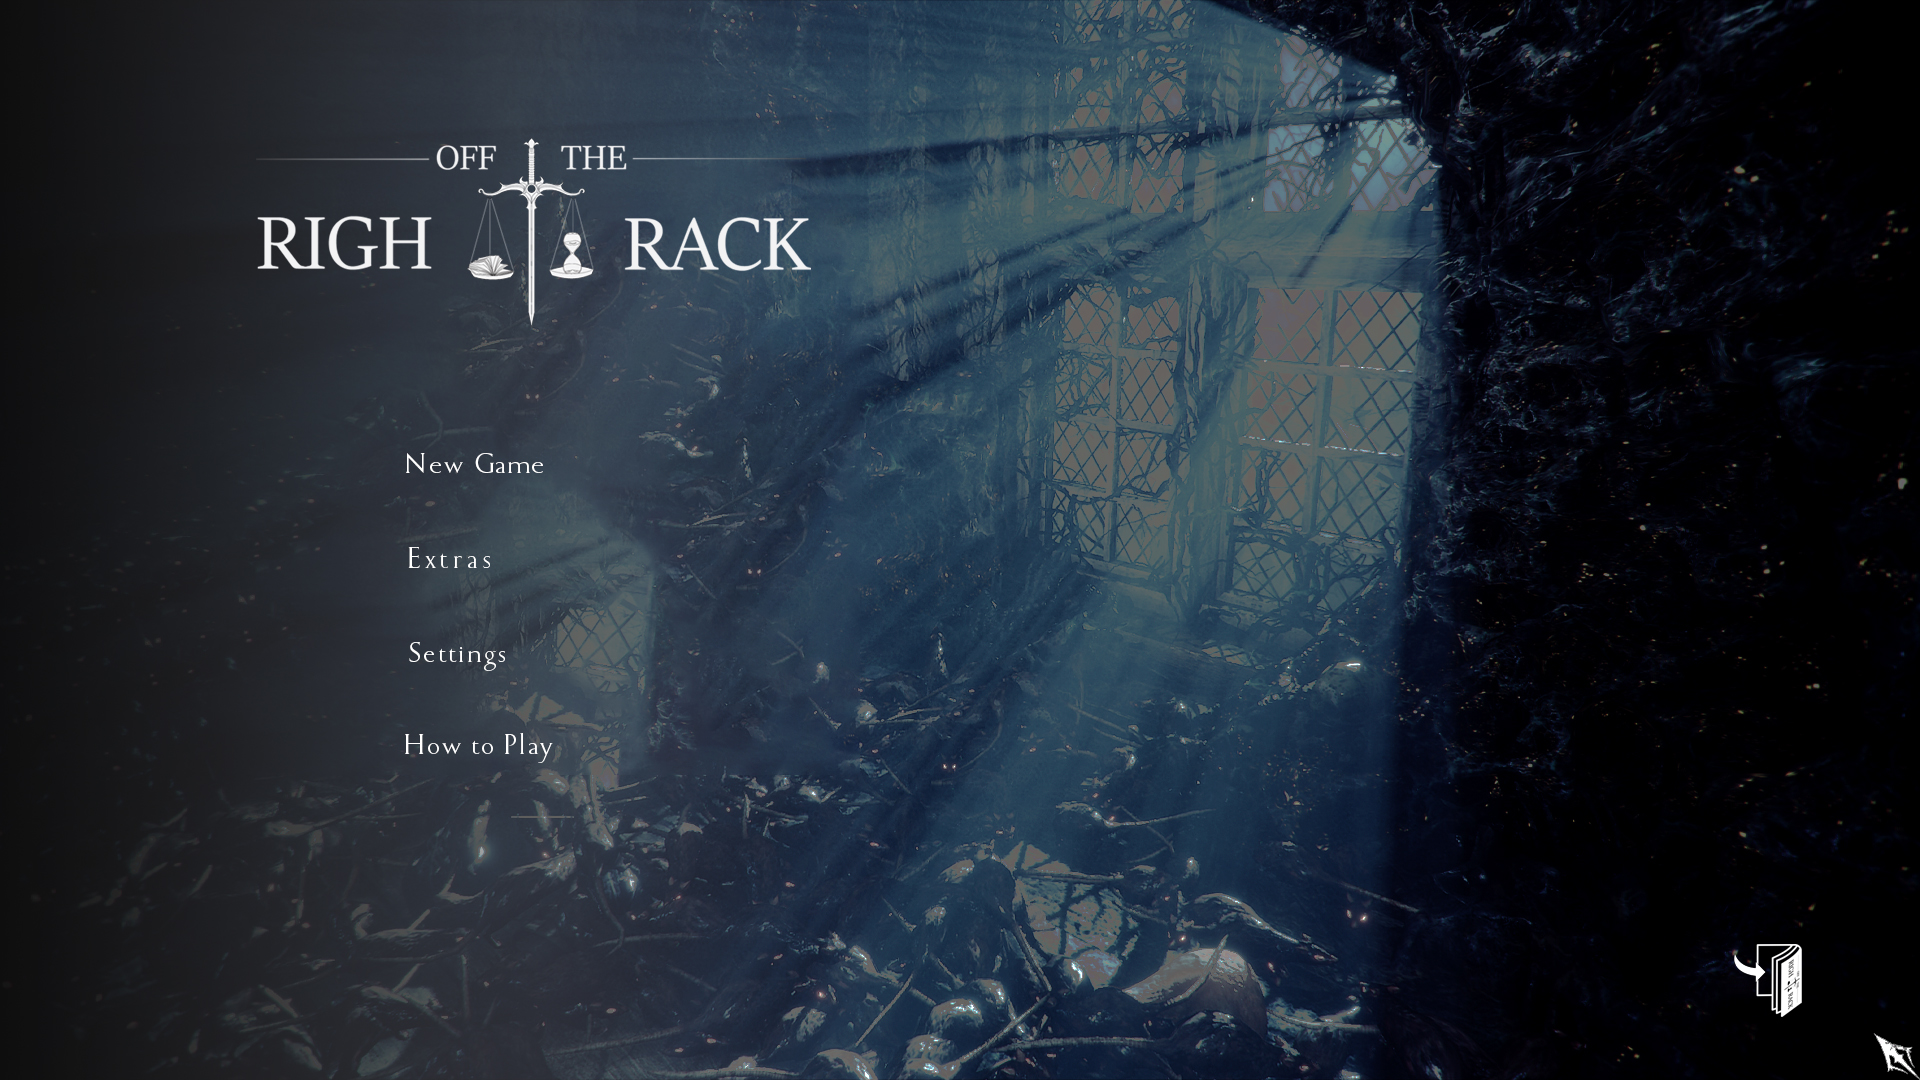 OFF THE
RIGH RACK
New Game
Extras
Settings
How to Play